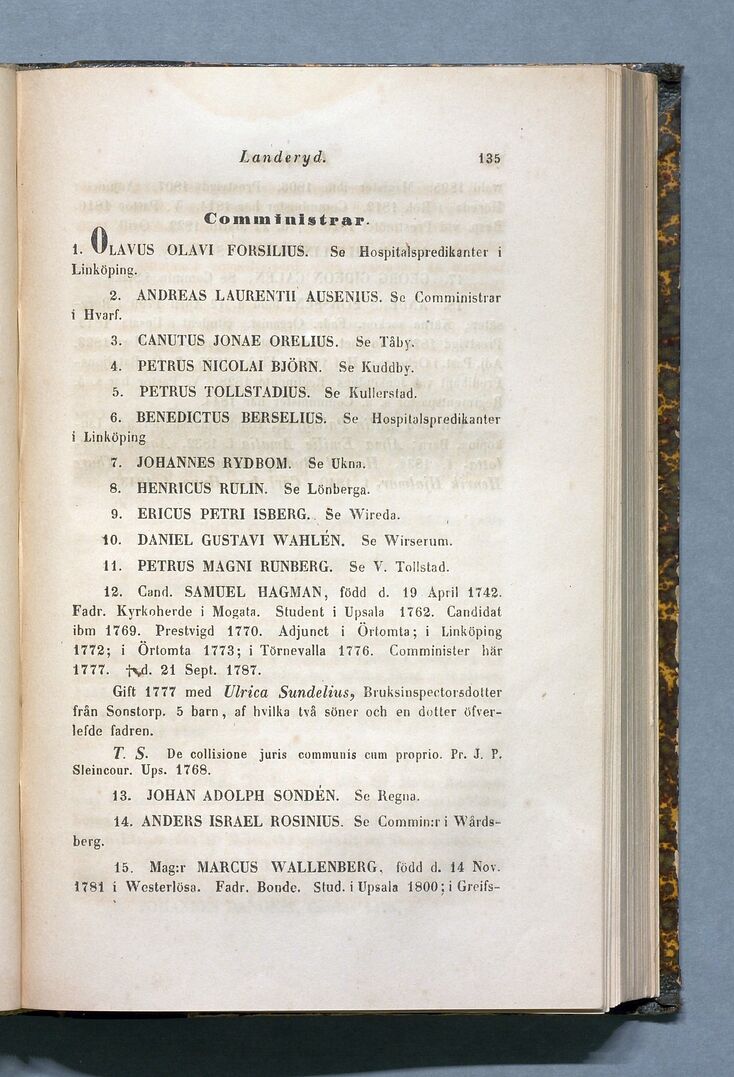 Landeryd. 135
Comministrar.
1. OLAVUS OLAVI FORSILIUS. Se Hospitalspredikanter i
Linköping.
2. ANDREAS LAURENTII AUSENIUS. Se Comministrar
i Hvarf.
3. CANUTUS JONAE ORELIUS. Se Tåby.
4. PETRUS NICOLAI BJÖRN. Se Kuddby.
5. PETRUS TOLLSTADIUS. Se Kullerstad.
6. BENEDICTUS BERSELIUS. Se Hospitalspredikanter
i Linköping
7. JOHANNES RYDBOM. Se Ukna.
8. HENRICUS RULIN. Se Lönberga.
9. ERICUS PETRI ISBERG. Se Wireda.
10. DANIEL GUSTAVI WAHLÉN. Se Wirserum.
11. PETRUS MAGNI RUNBERG. Se V. Tollstad.
12. Cand. SAMUEL HAGMAN, född d. 19 April 1742.
Fadr. Kyrkoherde i Mogata. Student i Upsala 1762. Candidat
ibm 1769. Prestvigd 1770. Adjunct i Örtomta; i Linköping
1772; i Örtomta 1773; i Törnevalla 1776. Comminister här
1777. † d. 21 Sept. 1787.
Gift 1777 med Ulrica Sundelius, Bruksinspectorsdotter
från Sonstorp. 5 barn, af hvilka två söner och en dotter öfver-
lefde fadren.
T. S. De collisione juris communis cum proprio. Pr. J. P.
Sleincour. Ups. 1768.
13. JOHAN ADOLPH SONDÉN. Se Regna.
14. ANDERS ISRAEL ROSINIUS. Se Commin:r i Wårds-
berg.
15. Mag:r MARCUS WALLENBERG, född d. 14 Nov.
1781 i Westerlösa. Fadr. Bonde. Stud. i Upsala 1800; i Greifs-